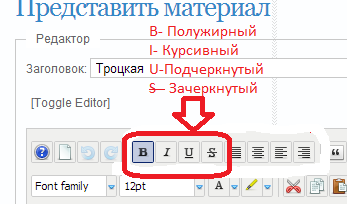 Представить материал
В- Полужирный
I- Курсивный
U-Подчеркнутый
S- Зачеркнутый
Редактор
Заголовок: Троцкая
[Toggle Editor]
B I U S
Font family 12pt A